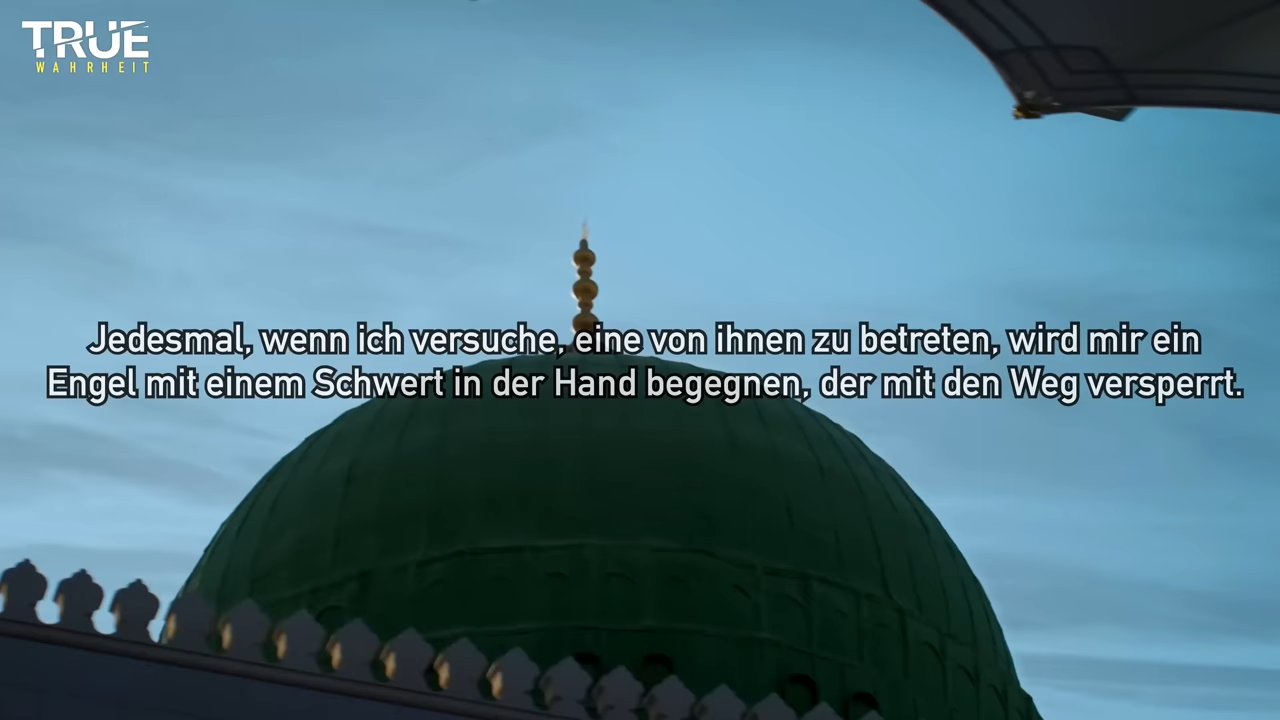 TRUE
WAHRHEIT
Jedesmal, wenn ich versuche, eine von ihnen zu betreten, wird mir ein
Engel mit einem Schwert in der Hand begegnen, der mit den Weg versperrt.